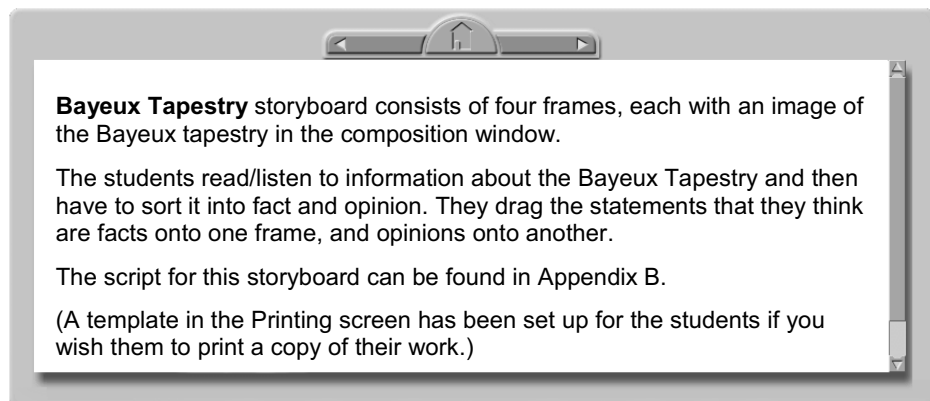 Bayeux Tapestry storyboard consists of four frames, each with an image of
the Bayeux tapestry in the composition window.
The students read/listen to information about the Bayeux Tapestry and then
have to sort it into fact and opinion. They drag the statements that they think
are facts onto one frame, and opinions onto another.
The script for this storyboard can be found in Appendix B.
(A template in the Printing screen has been set up for the students if you
wish them to print a copy of their work.)